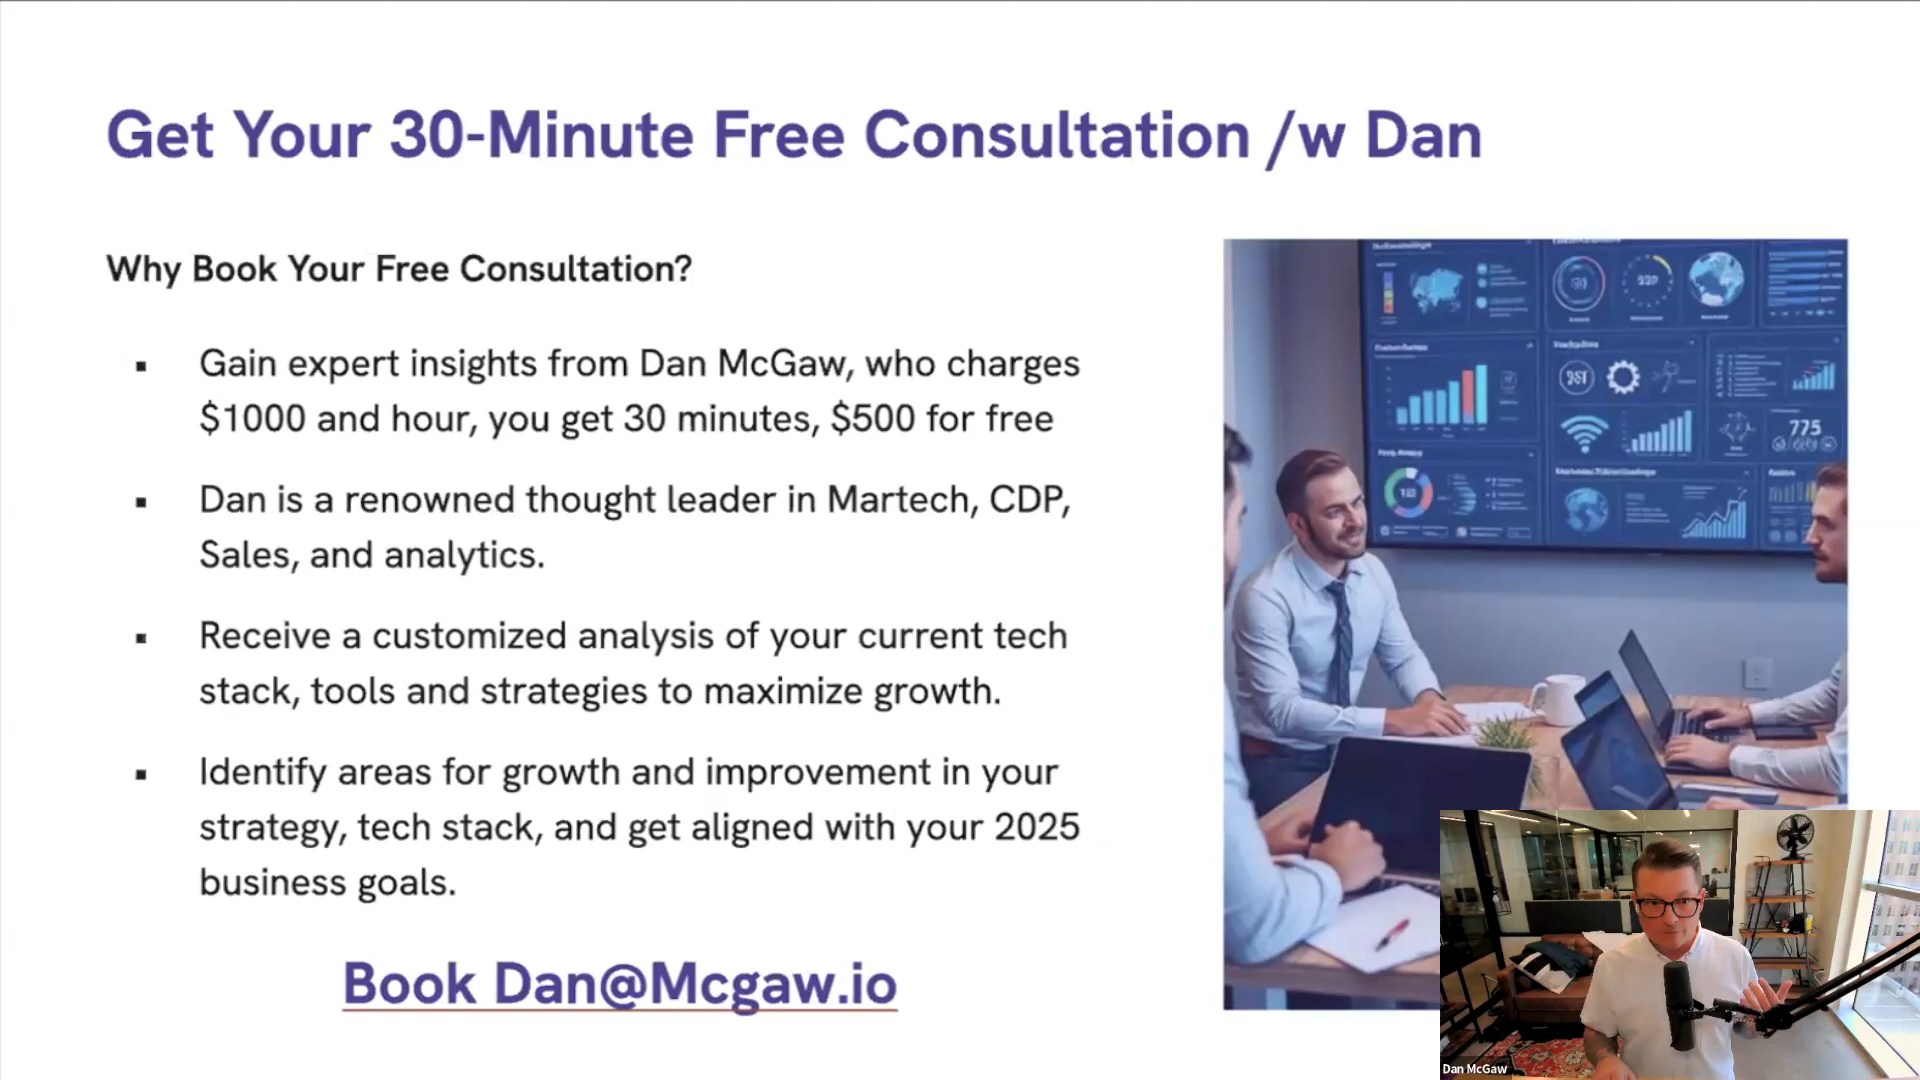 Get Your 30-Minute Free Consultation /w Dan
Why Book Your Free Consultation?
▪ Gain expert insights from Dan McGaw, who charges
$1000 and hour, you get 30 minutes, $500 for free
▪ Dan is a renowned thought leader in Martech, CDP,
Sales, and analytics.
▪ Receive a customized analysis of your current tech
stack, tools and strategies to maximize growth.
▪ Identify areas for growth and improvement in your
strategy, tech stack, and get aligned with your 2025
business goals.
Book Dan@Mcgaw.io
775
Dan McGaw